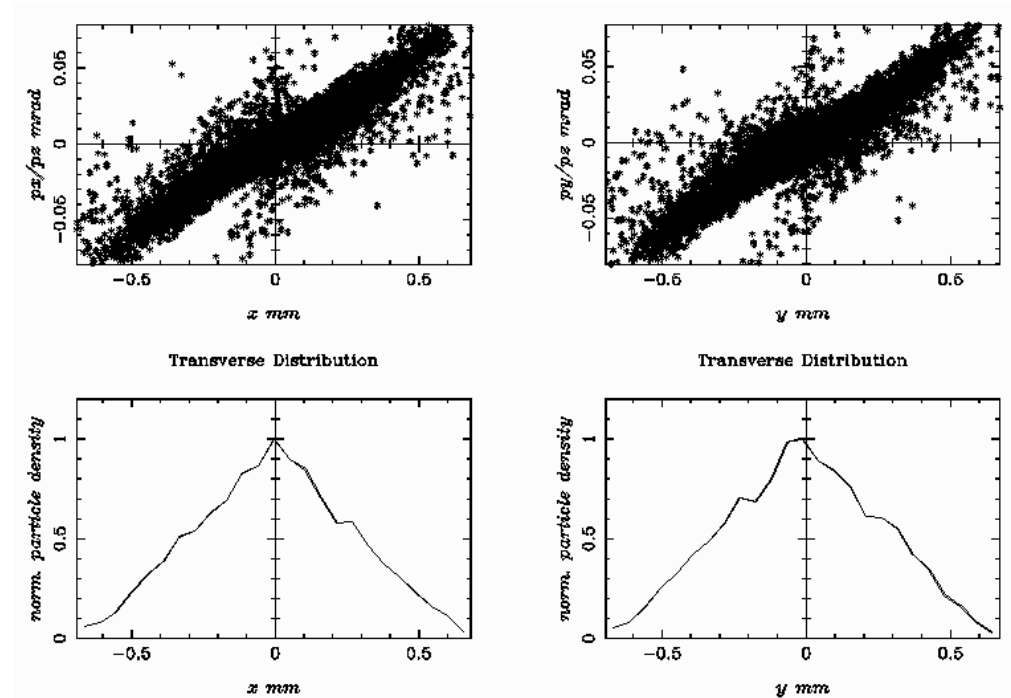 px/pz mrad
0.05
0
−0.05
−0.5 0 0.5
x mm
py/pz mrad
0.05
0
−0.05
−0.5 0 0.5
y mm
Transverse Distribution
norm. particle density
1
0.5
0
−0.5 0 0.5
x mm
Transverse Distribution
norm. particle density
1
0.5
0
−0.5 0 0.5
y mm